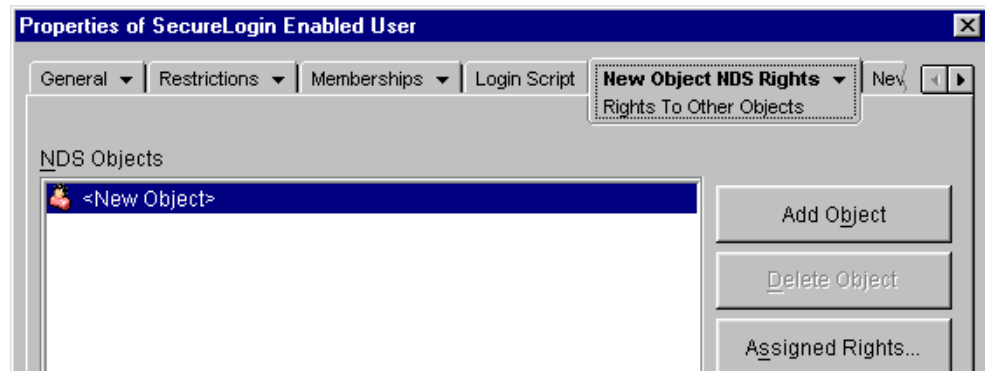 Properties of SecureLogin Enabled User
General Restrictions Memberships Login Script New Object NDS Rights
Rights To Other Objects
NDS Objects
<New Object>
Add Object
Delete Object
Assigned Rights...